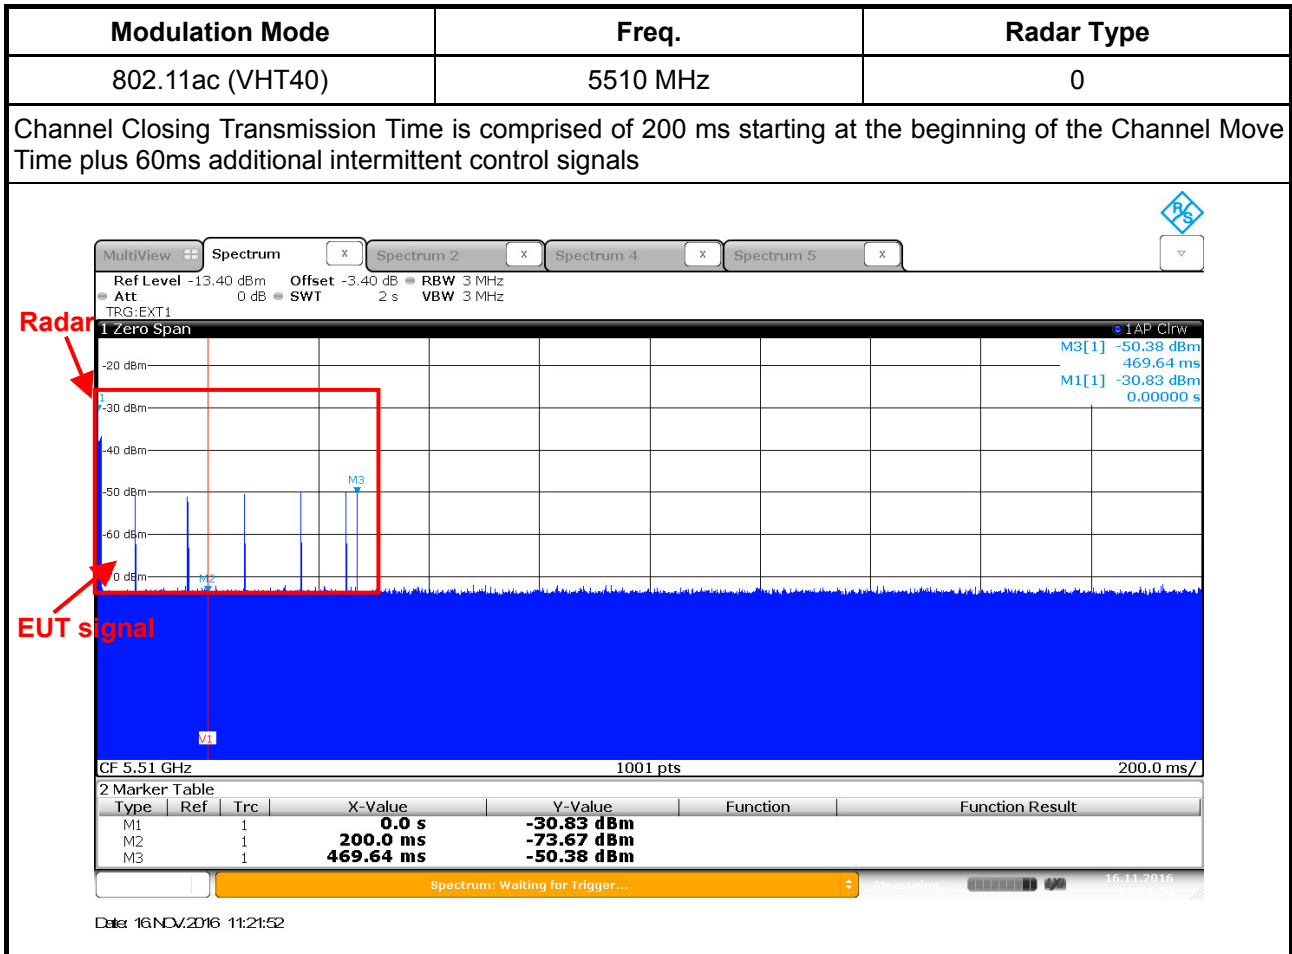 Modulation Mode Freq. Radar Type
802.11ac (VHT40) 5510 MHz 0
Channel Closing Transmission Time is comprised of 200 ms starting at the beginning of the Channel Move
Time plus 60ms additional intermittent control signals
R&S
MultiView Spectrum x Spectrum 2 x Spectrum 4 x Spectrum 5 x
Ref Level -13.40 dBm Offset -3.40 dB RBW 3 MHz
Att 0 dB SWT 2 s VBW 3 MHz
TRG:EXT1
Radar
1 Zero Span 1AP Clrw
M3[1] -50.38 dBm
469.64 ms
M1[1] -30.83 dBm
0.00000 s
-20 dBm
1
-30 dBm
-40 dBm
M3
-50 dBm
-60 dBm
0 dBm
M2
EUT signal
V1
CF 5.51 GHz 1001 pts 200.0 ms/
2 Marker Table
Type Ref Trc X-Value Y-Value Function Function Result
M1 1 0.0 s -30.83 dBm
M2 1 200.0 ms -73.67 dBm
M3 1 469.64 ms -50.38 dBm
Spectrum: Waiting for Trigger... Measuring 16.11.2016
Date: 16.NOV.2016 11:21:52